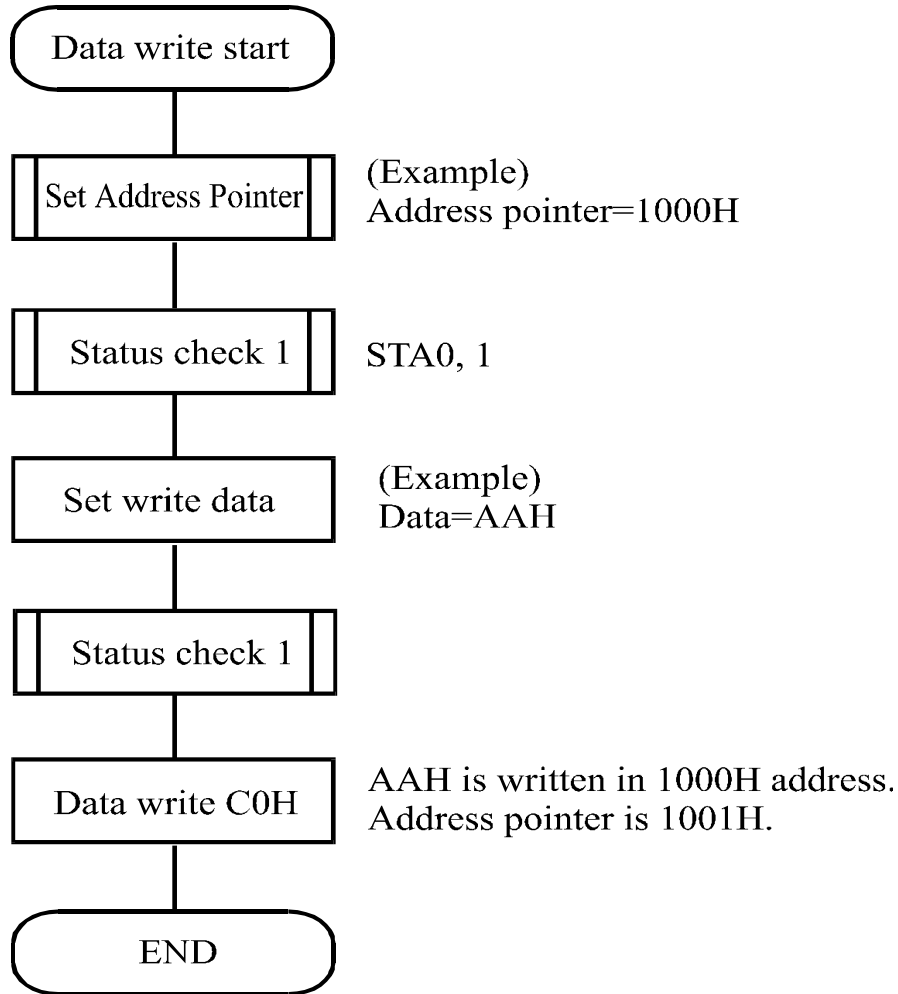 Data write start
Set Address Pointer
(Example)
Address pointer=1000H
Status check 1
STA0, 1
Set write data
(Example)
Data=AAH
Status check 1
Data write C0H
AAH is written in 1000H address.
Address pointer is 1001H.
END